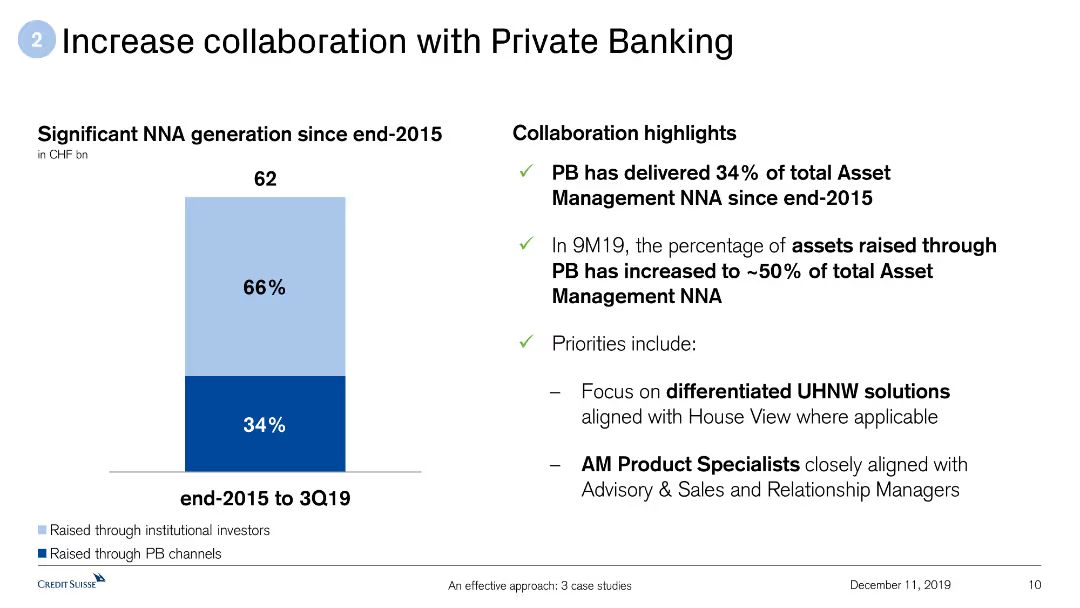 2
Increase collaboration with Private Banking
Significant NNA generation since end-2015
in CHF bn
62
66%
34%
end-2015 to 3Q19
Raised through institutional investors
Raised through PB channels
Collaboration highlights
✓ PB has delivered 34% of total Asset
Management NNA since end-2015
✓ In 9M19, the percentage of assets raised through
PB has increased to ~50% of total Asset
Management NNA
✓ Priorities include:
– Focus on differentiated UHNW solutions
aligned with House View where applicable
– AM Product Specialists closely aligned with
Advisory & Sales and Relationship Managers
CREDIT SUISSE
An effective approach: 3 case studies
December 11, 2019
10